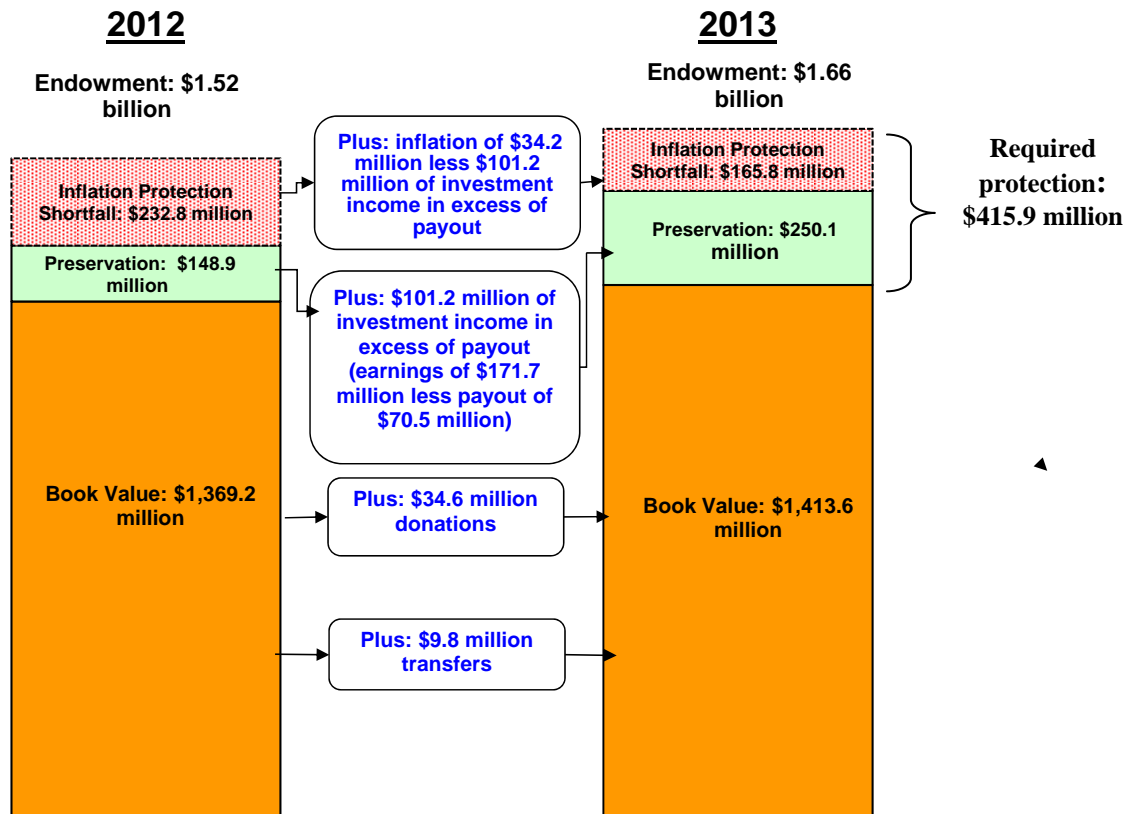 2012
Endowment: $1.52
billion
Inflation Protection
Shortfall: $232.8 million
Preservation: $148.9
million
Book Value: $1,369.2
million
Plus: inflation of $34.2
million less $101.2
million of investment
income in excess of
payout
Plus: $101.2 million of
investment income in
excess of payout
(earnings of $171.7
million less payout of
$70.5 million)
Plus: $34.6 million
donations
Plus: $9.8 million
transfers
2013
Endowment: $1.66
billion
Inflation Protection
Shortfall: $165.8 million
Preservation: $250.1
million
Book Value: $1,413.6
million
Required
protection:
$415.9 million